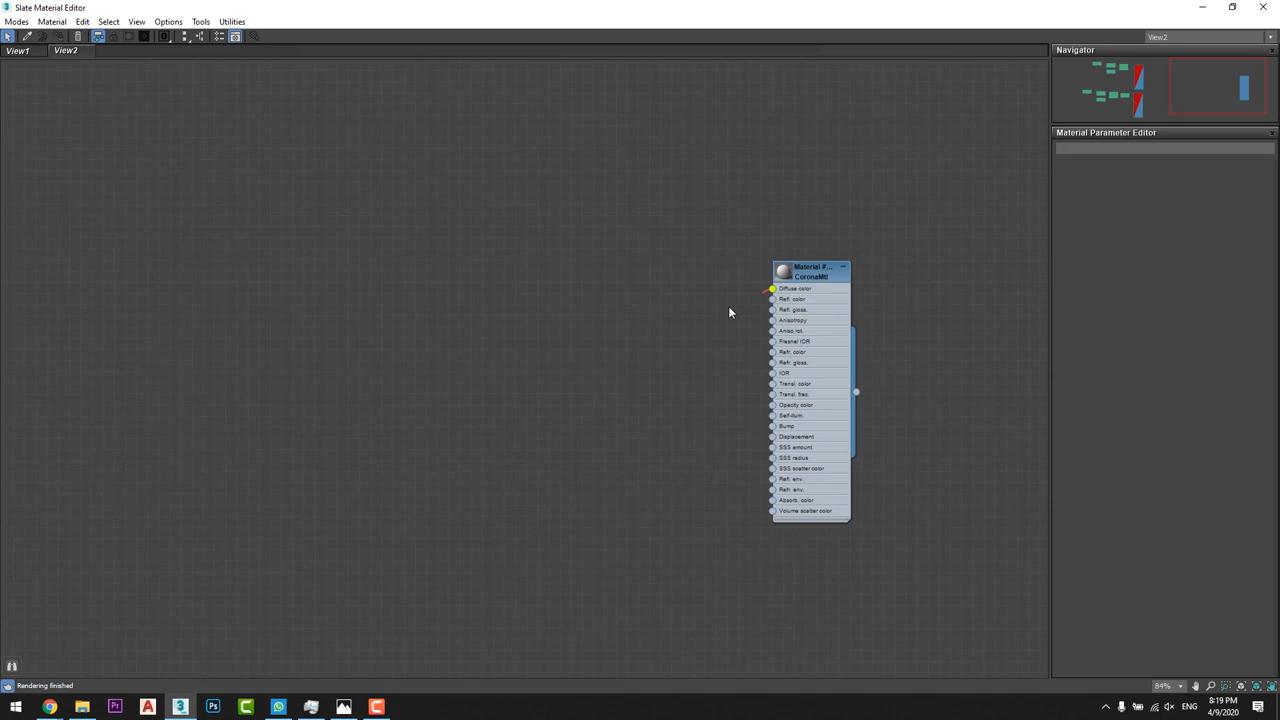 Slate Material Editor
Modes Material Edit Select View Options Tools Utilities
View2
View1 View2
Navigator
Material Parameter Editor
Material #...
CoronaMtl
Diffuse color
Refl. color
Refl. gloss.
Anisotropy
Aniso rot.
Fresnel IOR
Refr. color
Refr. gloss.
IOR
Transl. color
Transl. frac.
Opacity color
Self-Illum
Bump
Displacement
SSS amount
SSS radius
SSS scatter color
Refl. env.
Refr. env.
Absorb. color
Volume scatter color
Rendering finished
84%
ENG
8:19 PM
4/9/2020